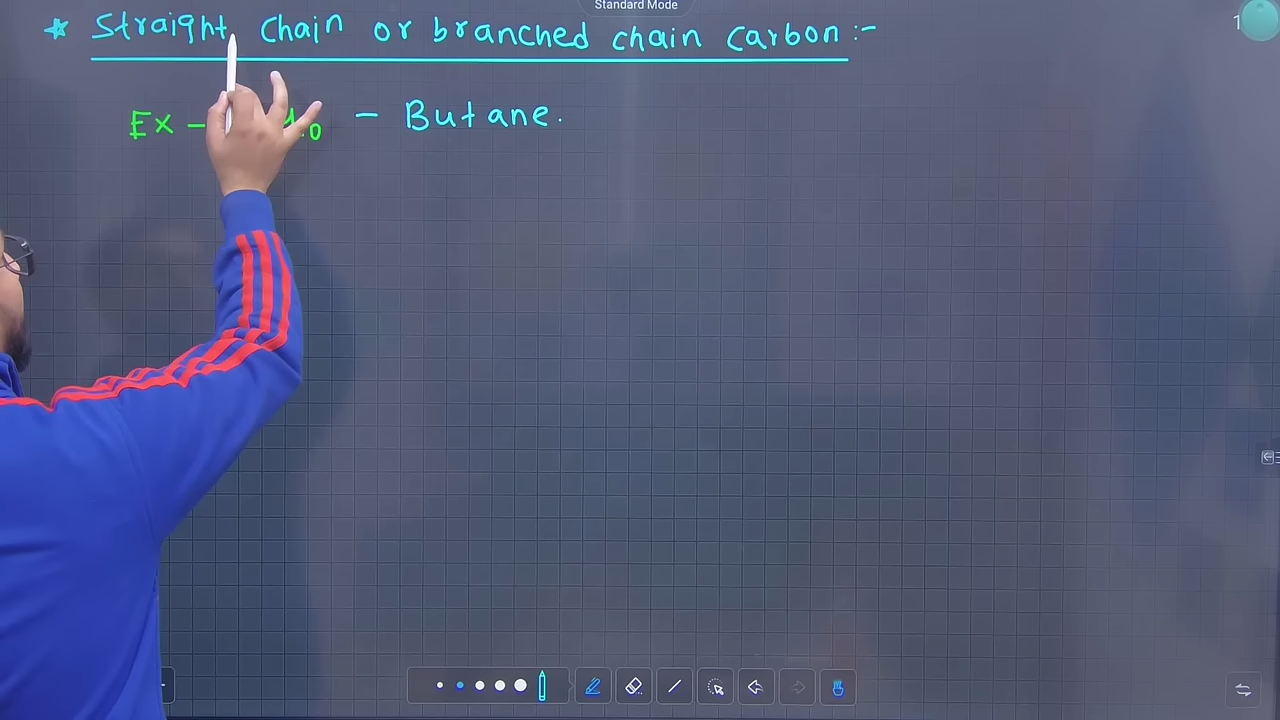 Standard Mode
* Straight Chain or branched chain carbon :-
Ex - - Butane.